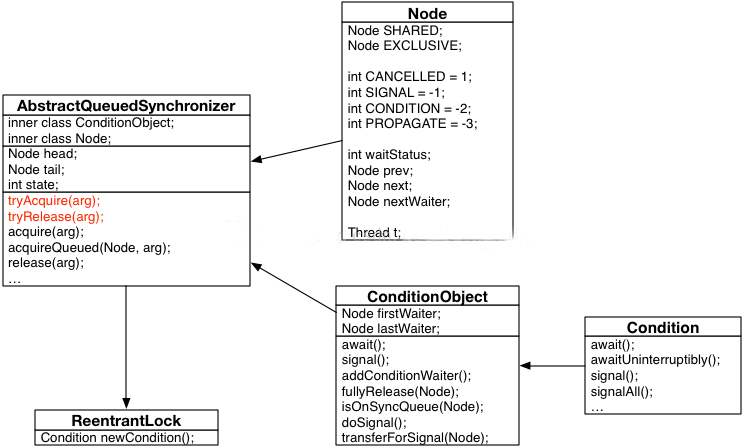 Node
Node SHARED;
Node EXCLUSIVE;
int CANCELLED = 1;
int SIGNAL = -1;
int CONDITION = -2;
int PROPAGATE = -3;
int waitStatus;
Node prev;
Node next;
Node nextWaiter;
Thread t;
AbstractQueuedSynchronizer
inner class ConditionObject;
inner class Node;
Node head;
Node tail;
int state;
tryAcquire(arg);
tryRelease(arg);
acquire(arg);
acquireQueued(Node, arg);
release(arg);
...
ConditionObject
Node firstWaiter;
Node lastWaiter;
await();
signal();
addConditionWaiter();
fullyRelease(Node);
isOnSyncQueue(Node);
doSignal();
transferForSignal(Node);
Condition
await();
awaitUninterruptibly();
signal();
signalAll();
...
ReentrantLock
Condition newCondition();